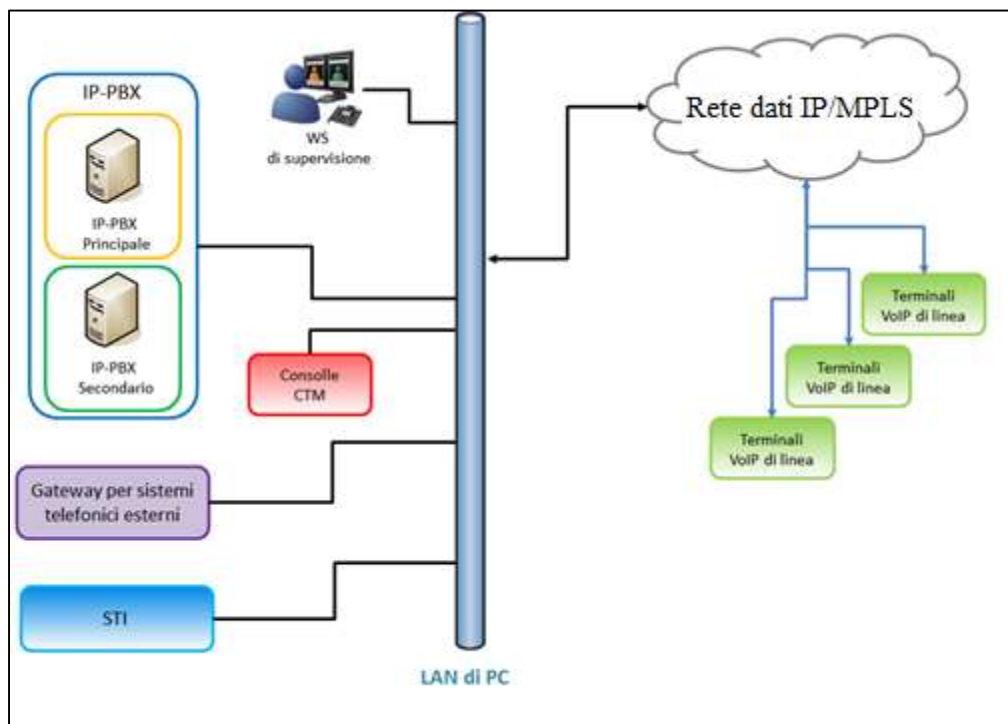 IP-PBX
IP-PBX
Principale
IP-PBX
Secondario
WS
di supervisione
Consolle
CTM
Gateway per sistemi
telefonici esterni
STI
LAN di PC
Rete dati IP/MPLS
Terminali
VoIP di linea
Terminali
VoIP di linea
Terminali
VoIP di linea